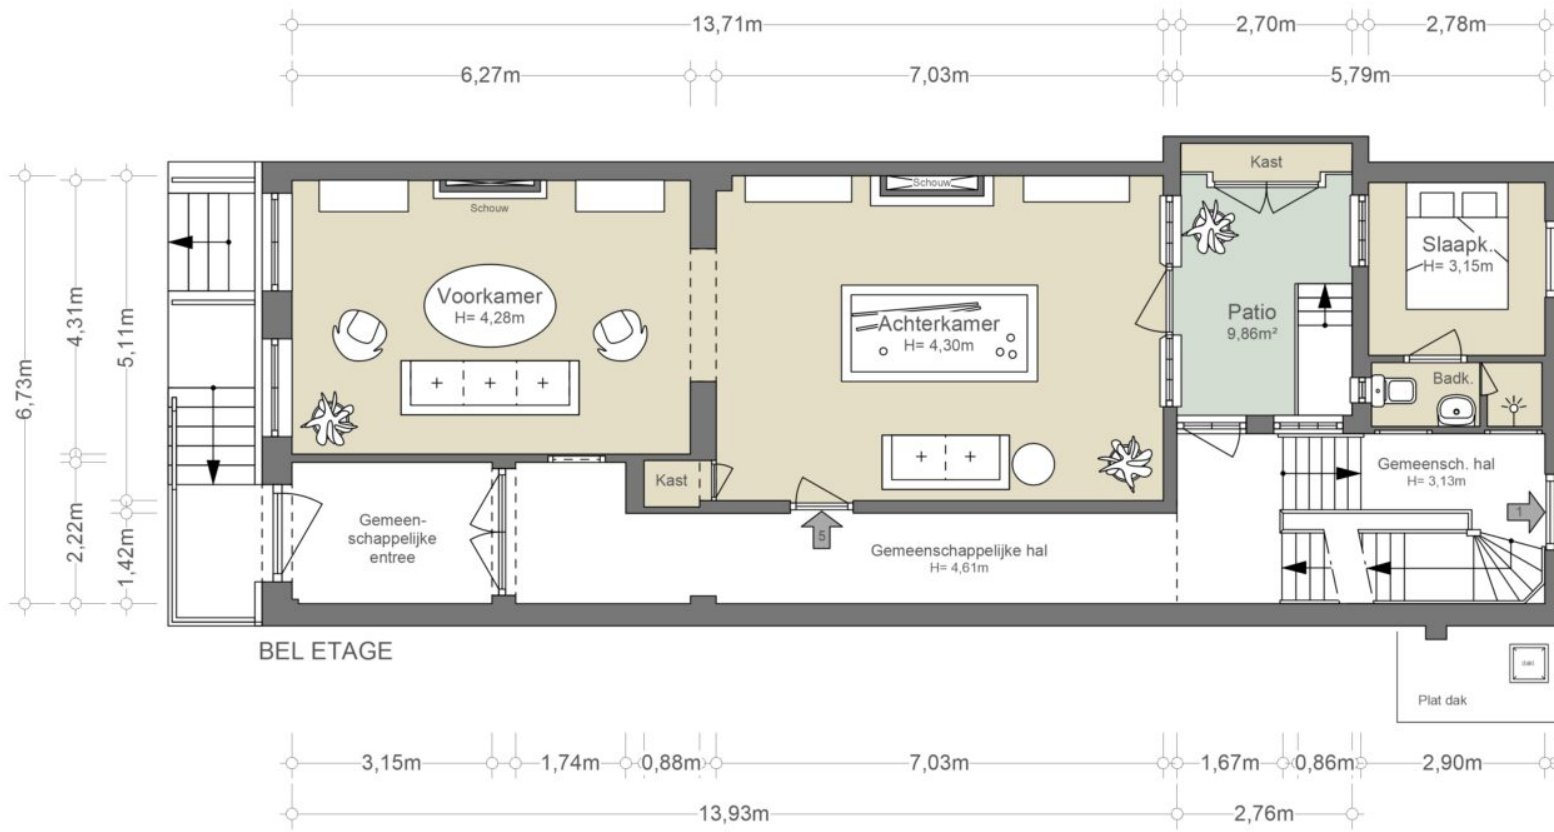 13,71m
2,70m
2,78m
6,27m
7,03m
5,79m
Kast
Schouw
Schouw
Slaapk.
H= 3,15m
Voorkamer
H= 4,28m
Achterkamer
H= 4,30m
Patio
9,86m²
4,31m
5,11m
6,73m
Badk.
Kast
Gemeensch. hal
H= 3,13m
1
2,22m
1,42m
Gemeen-
schappelijke
entree
5
Gemeenschappelijke hal
H= 4,61m
BEL ETAGE
dakl
Plat dak
3,15m
1,74m
0,88m
7,03m
1,67m
0,86m
2,90m
13,93m
2,76m